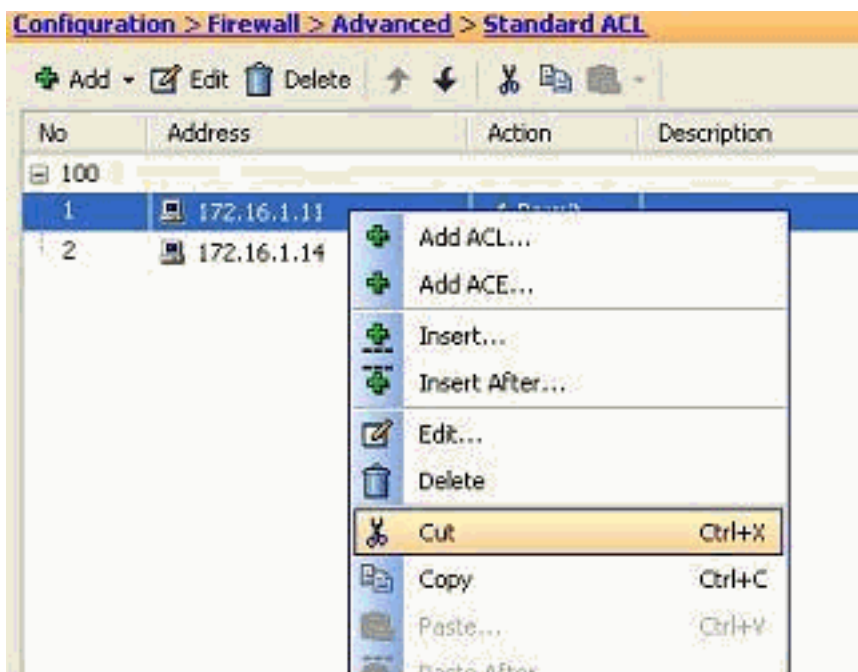 Configuration > Firewall > Advanced > Standard ACL
Add Edit Delete
No Address Action Description
100
1 172.16.1.11
2 172.16.1.14
Add ACL...
Add ACE...
Insert...
Insert After...
Edit...
Delete
Cut Ctrl+X
Copy Ctrl+C
Paste... Ctrl+V
Paste After